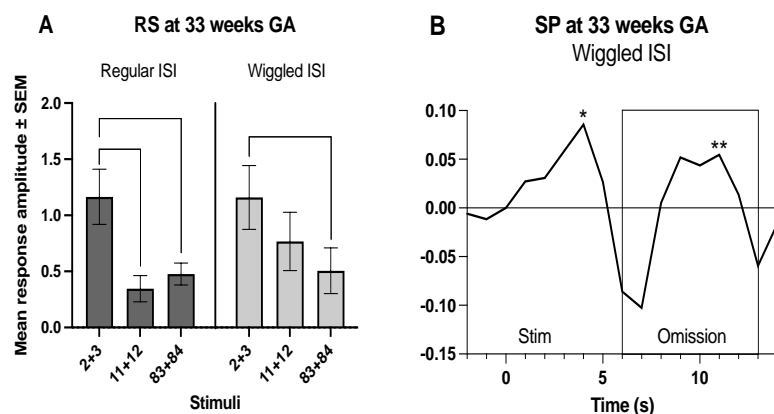 A
RS at 33 weeks GA
Regular ISI
Wiggled ISI
Mean response amplitude ± SEM
2.0
1.5
1.0
0.5
0.0
2+3
11+12
83+84
2+3
11+12
83+84
Stimuli
B
SP at 33 weeks GA
Wiggled ISI
0.10
0.05
0.00
-0.05
-0.10
-0.15
*
**
Stim
Omission
0
5
10
Time (s)